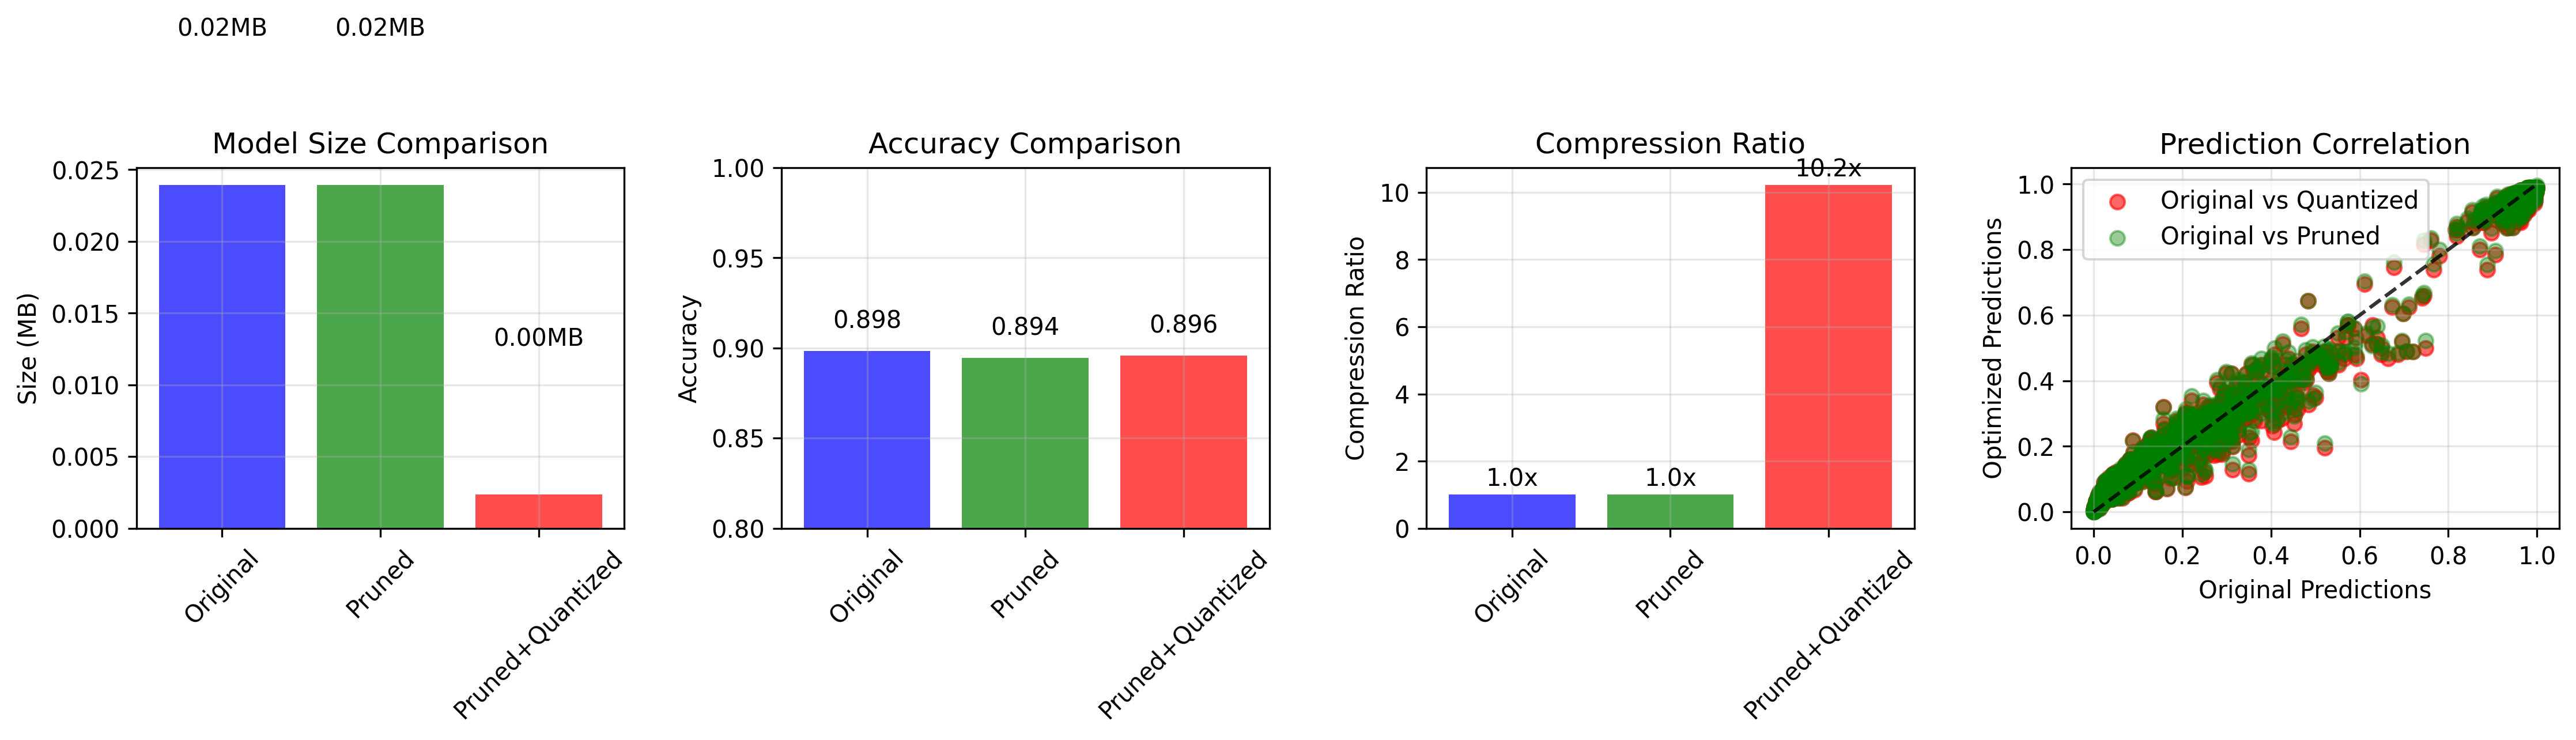 0.02MB
0.02MB
Model Size Comparison
Size (MB)
0.025
0.020
0.015
0.010
0.005
0.000
0.00MB
Original
Pruned
Pruned+Quantized
Accuracy Comparison
Accuracy
1.00
0.95
0.90
0.85
0.80
0.898
0.894
0.896
Original
Pruned
Pruned+Quantized
Compression Ratio
Compression Ratio
10
8
6
4
2
0
1.0x
1.0x
10.2x
Original
Pruned
Pruned+Quantized
Prediction Correlation
Optimized Predictions
1.0
0.8
0.6
0.4
0.2
0.0
Original vs Quantized
Original vs Pruned
0.0
0.2
0.4
0.6
0.8
1.0
Original Predictions